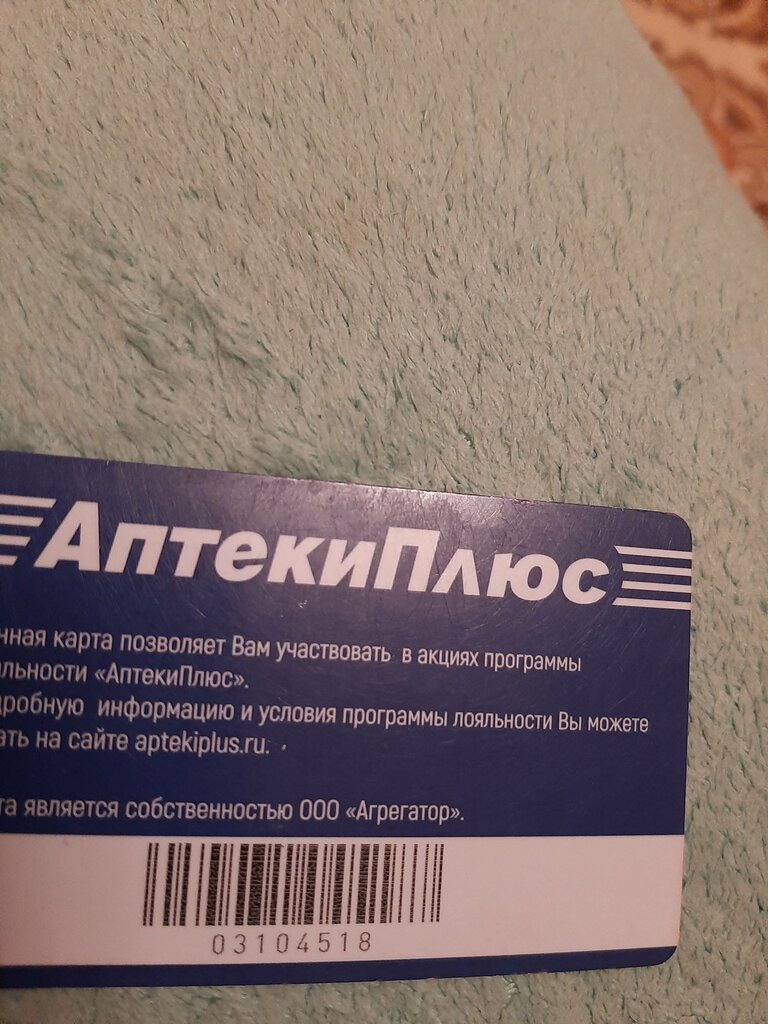 АптекиПлюс
нная карта позволяет Вам участвовать в акциях программы
льности «АптекиПлюс».
дробную информацию и условия программы лояльности Вы можете
ать на сайте aptekiplus.ru.
та является собственностью ООО «Агрегатор».
03104518